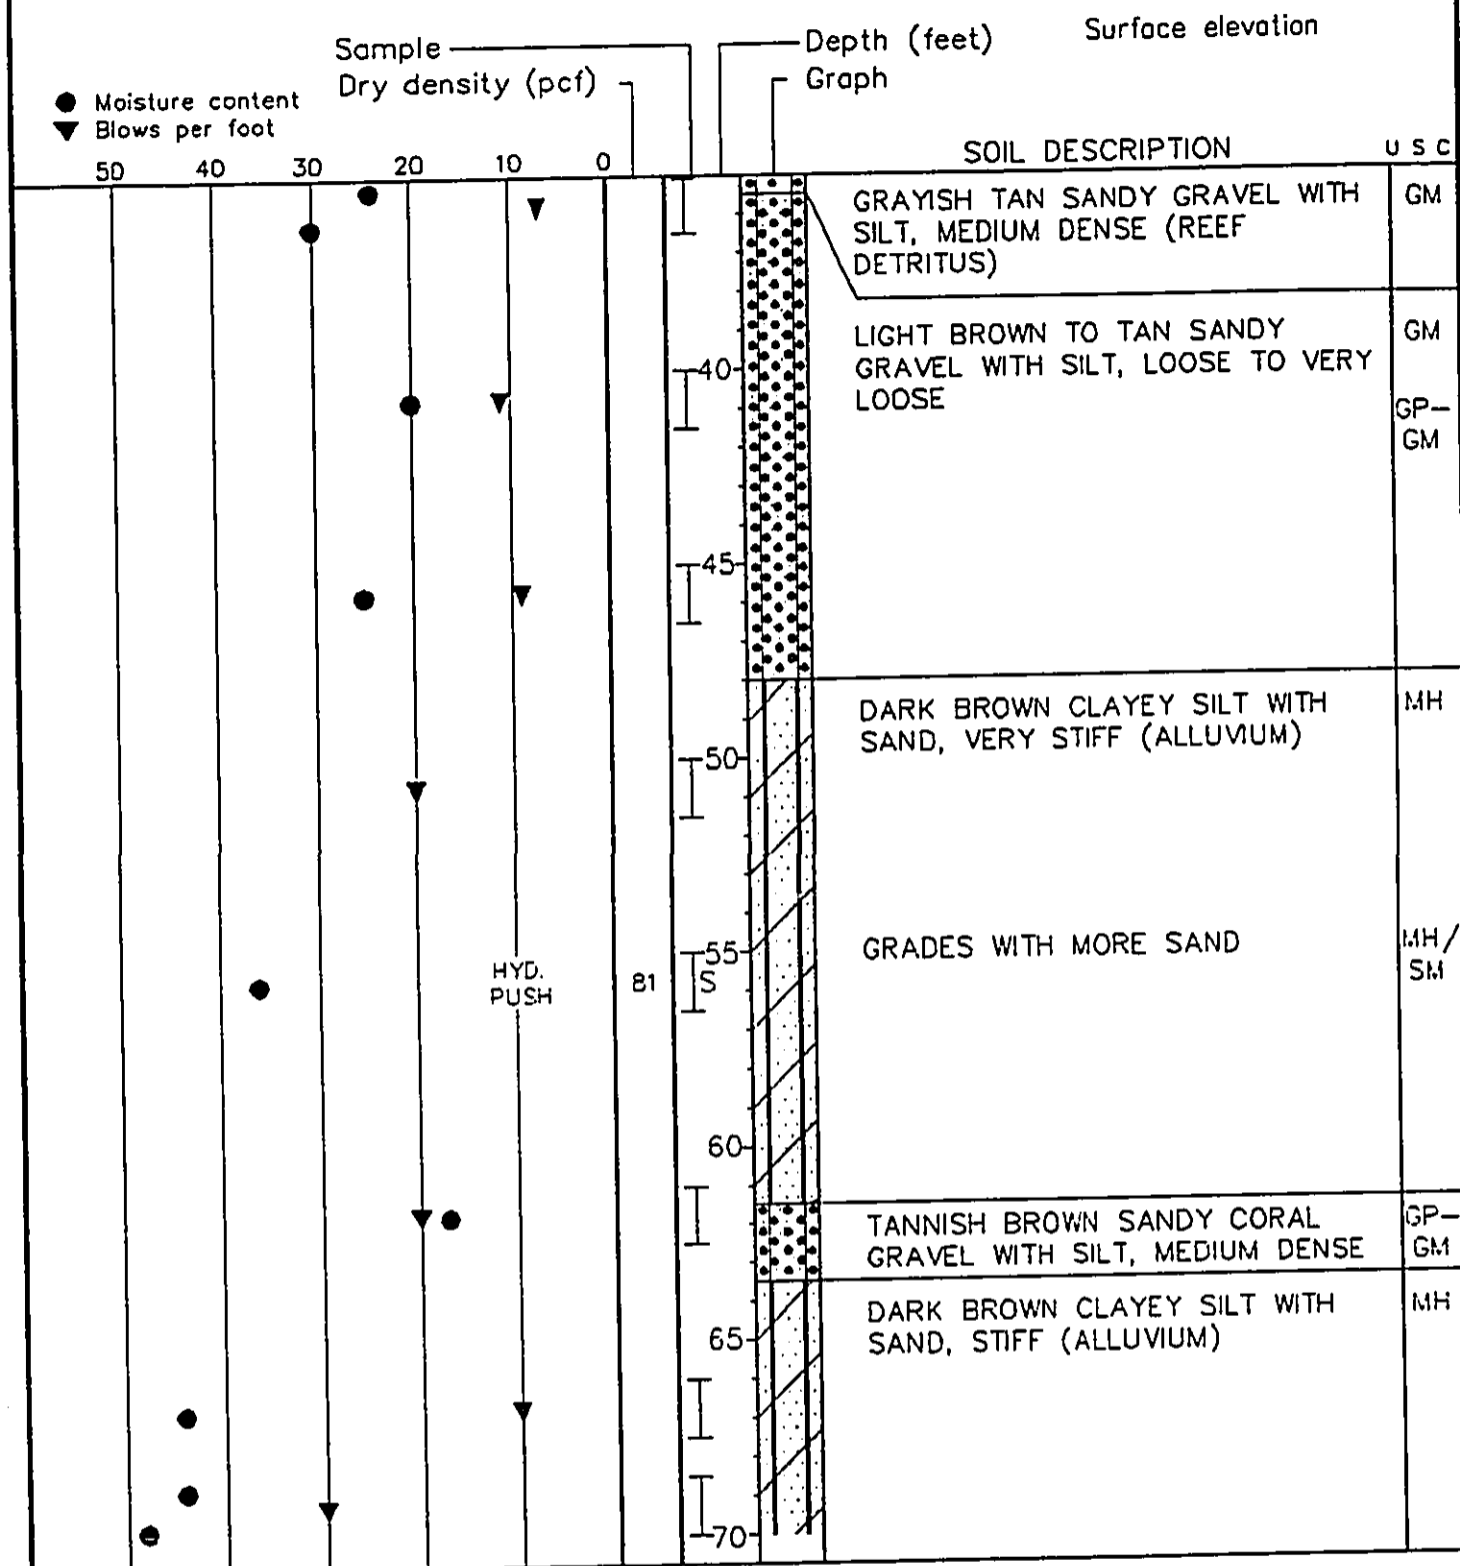 Surface elevation
Sample
Depth (feet)
Dry density (pcf)
Graph
Moisture content
Blows per foot
50 40 30 20 10 0
SOIL DESCRIPTION
U S C
GRAYISH TAN SANDY GRAVEL WITH
SILT, MEDIUM DENSE (REEF
DETRITUS)
GM
LIGHT BROWN TO TAN SANDY
GRAVEL WITH SILT, LOOSE TO VERY
LOOSE
GM
40
GP-
GM
45
DARK BROWN CLAYEY SILT WITH
SAND, VERY STIFF (ALLUVIUM)
MH
50
GRADES WITH MORE SAND
MH/
SM
55
HYD.
PUSH
81
S
60
TANNISH BROWN SANDY CORAL
GRAVEL WITH SILT, MEDIUM DENSE
GP-
GM
DARK BROWN CLAYEY SILT WITH
SAND, STIFF (ALLUVIUM)
MH
65
70